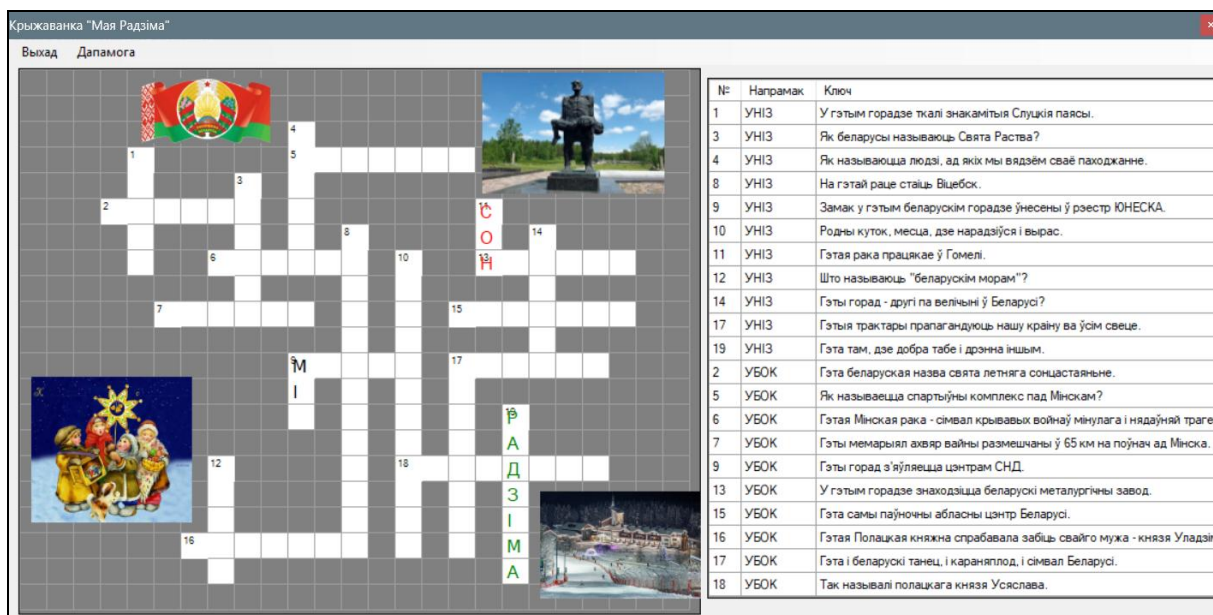 Крыжаванка "Мая Радзіма"
Выхад Дапамога
4
1
5
3
2
11
С
О
Н
8
14
6
10
13
7
15
9
М
І
17
19
Р
А
Д
З
І
М
А
12
18
16
№ Напрамак Ключ
1 УНІЗ У гэтым горадзе ткалі знакамітыя Слуцкія паясы.
3 УНІЗ Як беларусы называюць Свята Раства?
4 УНІЗ Як называюцца людзі, ад якіх мы вядзём сваё паходжанне.
8 УНІЗ На гэтай раце стаіць Віцебск.
9 УНІЗ Замак у гэтым беларускім горадзе ўнесены ў рэестр ЮНЕСКА.
10 УНІЗ Родны куток, месца, дзе нарадзіўся і вырас.
11 УНІЗ Гэтая рака працякае ў Гомелі.
12 УНІЗ Што называюць "беларускім морам"?
14 УНІЗ Гэты горад - другі па велічыні ў Беларусі?
17 УНІЗ Гэтыя трактары прапагандуюць нашу краіну ва ўсім свеце.
19 УНІЗ Гэта там, дзе добра табе і дрэнна іншым.
2 УБОК Гэта беларуская назва свята летняга сонцастаяньне.
5 УБОК Як называецца спартыўны комплекс пад Мінскам?
6 УБОК Гэтая Мінская рака - сімвал крывавых войнаў мінулага і нядаўняй траге
7 УБОК Гэты мемарыял ахвяр вайны размешчаны ў 65 км на поўнач ад Мінска.
9 УБОК Гэты горад з'яўляецца цэнтрам СНД.
13 УБОК У гэтым горадзе знаходзіцца беларускі металургічны завод.
15 УБОК Гэта самы паўночны абласны цэнтр Беларусі.
16 УБОК Гэтая Полацкая княжна спрабавала забіць свайго мужа - князя Уладзім
17 УБОК Гэта і беларускі танец, і караняплод, і сімвал Беларусі.
18 УБОК Так называлі полацкага князя Усяслава.